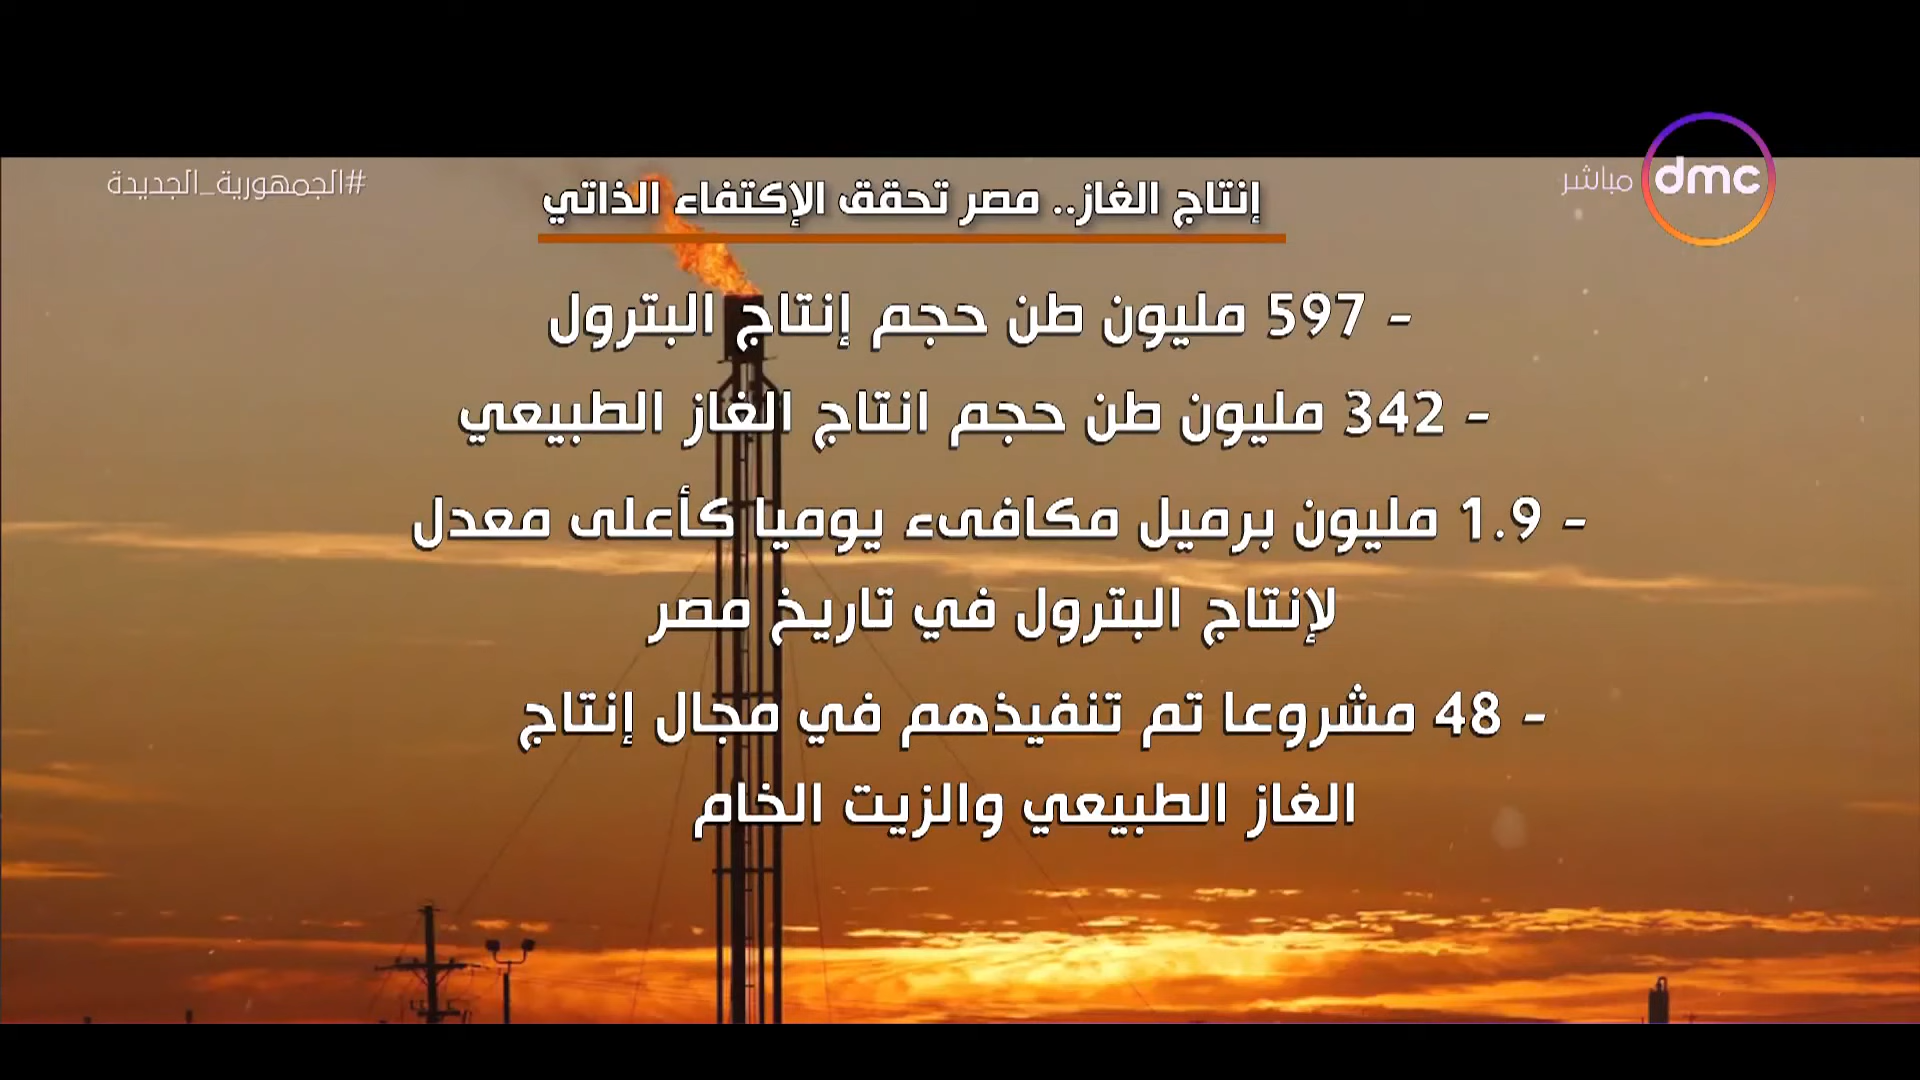 dmc مباشر
#الجمهورية_الجديدة
إنتاج الغاز.. مصر تحقق الإكتفاء الذاتي
- 597 مليون طن حجم إنتاج البترول
- 342 مليون طن حجم انتاج الغاز الطبيعي
- 1.9 مليون برميل مكافىء يوميا كأعلى معدل
لإنتاج البترول في تاريخ مصر
- 48 مشروعا تم تنفيذهم في مجال إنتاج
الغاز الطبيعي والزيت الخام